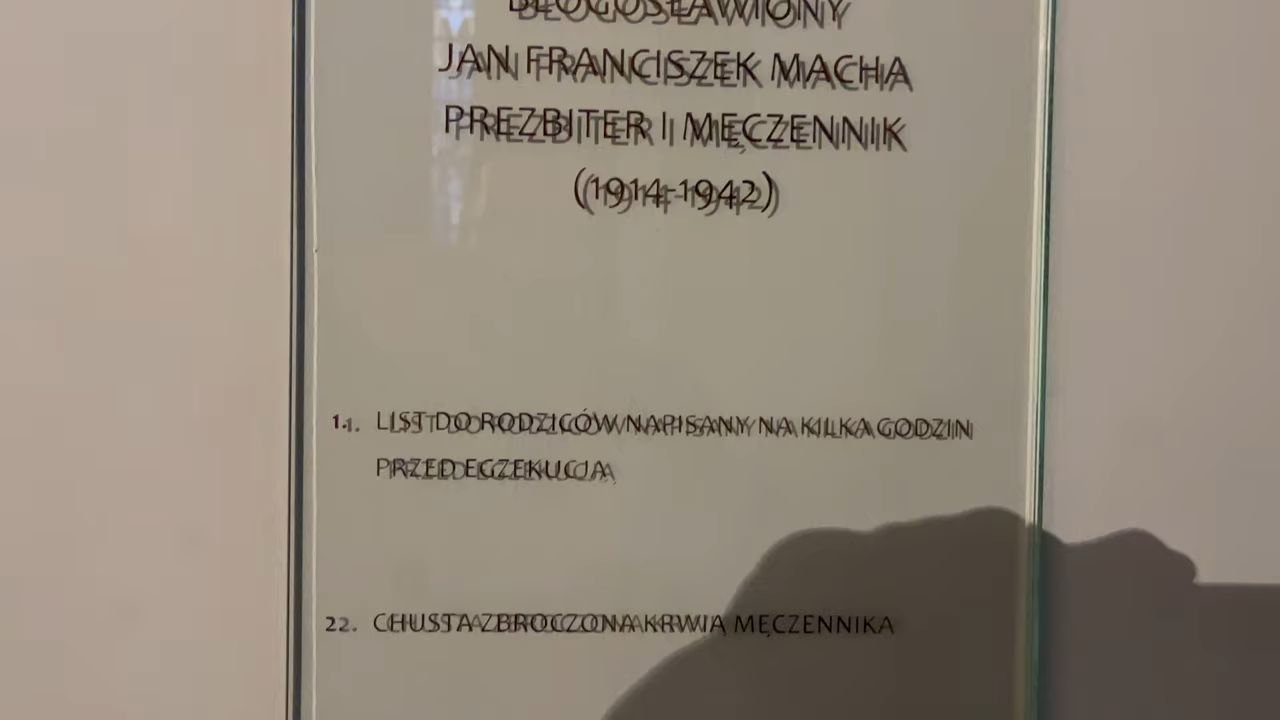 BŁOGOSŁAWIONY
JAN FRANCISZEK MACHA
PREZBITER I MĘCZENNIK
(1914-1942)
1. LIST DO RODZICÓW NAPISANY NA KILKA GODZIN
PRZED EGZEKUCJĄ
2. CHUSTA ZBROCZONA KRWIĄ MĘCZENNIKA